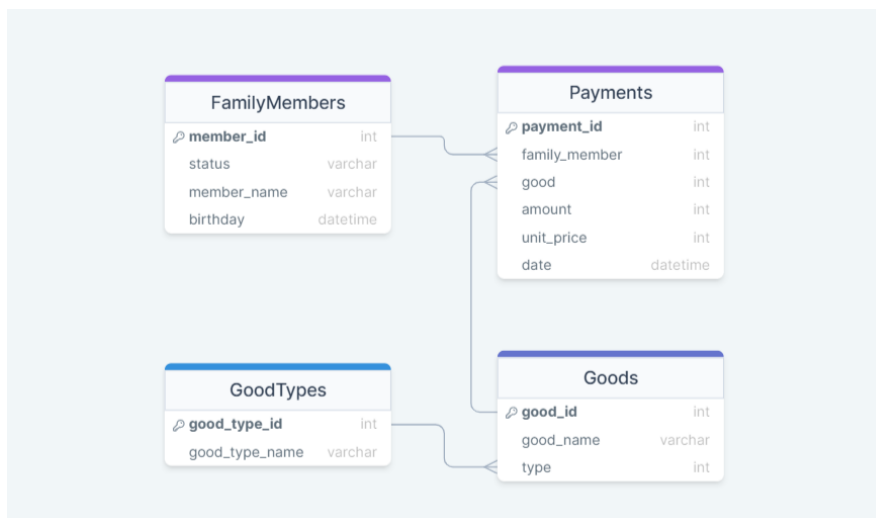 FamilyMembers
member_id int
status varchar
member_name varchar
birthday datetime
Payments
payment_id int
family_member int
good int
amount int
unit_price int
date datetime
GoodTypes
good_type_id int
good_type_name varchar
Goods
good_id int
good_name varchar
type int